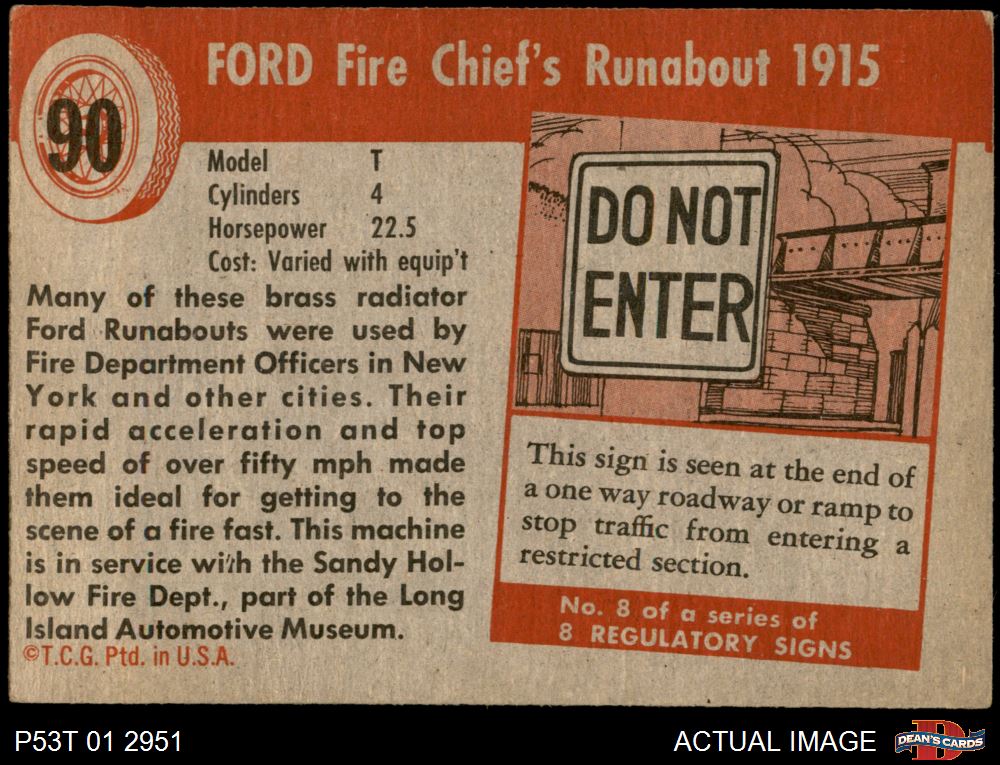 FORD Fire Chief's Runabout 1915
90
Model T
Cylinders 4
Horsepower 22.5
Cost: Varied with equip't
Many of these brass radiator
Ford Runabouts were used by
Fire Department Officers in New
York and other cities. Their
rapid acceleration and top
speed of over fifty mph made
them ideal for getting to the
scene of a fire fast. This machine
is in service with the Sandy Hol-
low Fire Dept., part of the Long
Island Automotive Museum.
©T.C.G. Ptd. in U.S.A.
DO NOT
ENTER
This sign is seen at the end of
a one way roadway or ramp to
stop traffic from entering a
restricted section.
No. 8 of a series of
8 REGULATORY SIGNS
P53T 01 2951
ACTUAL IMAGE
DEAN'S CARDS